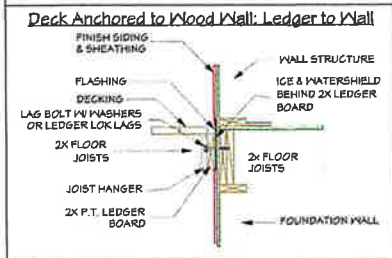 Deck Anchored to Wood Wall: Ledger to Wall
FINISH SIDING
& SHEATHING
WALL STRUCTURE
FLASHING
ICE & WATERSHIELD
BEHIND 2X LEDGER
BOARD
DECKING
LAG BOLT W/ WASHERS
OR LEDGER LOK LAGS
2X FLOOR
JOISTS
2X FLOOR
JOISTS
JOIST HANGER
2X P.T. LEDGER
BOARD
FOUNDATION WALL